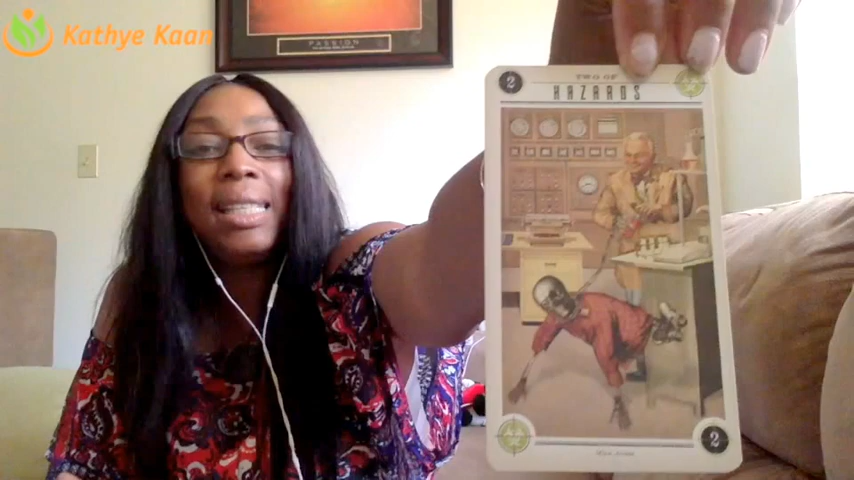 Kathye Kaan
PASSION
2
TWO OF
HAZARDS
2